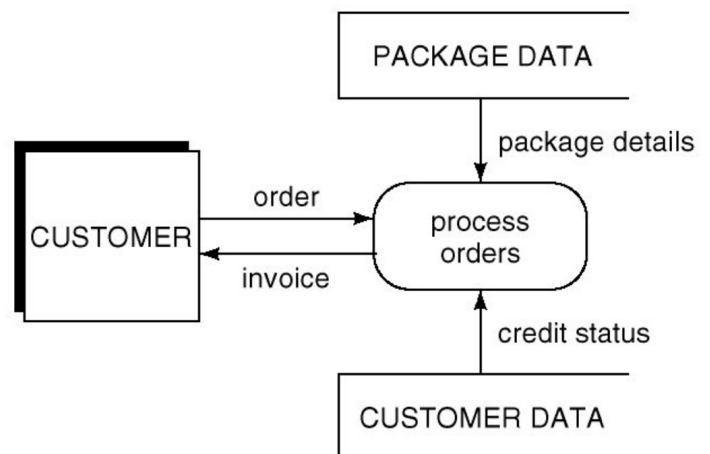 PACKAGE DATA
package details
order
CUSTOMER
process
orders
invoice
credit status
CUSTOMER DATA